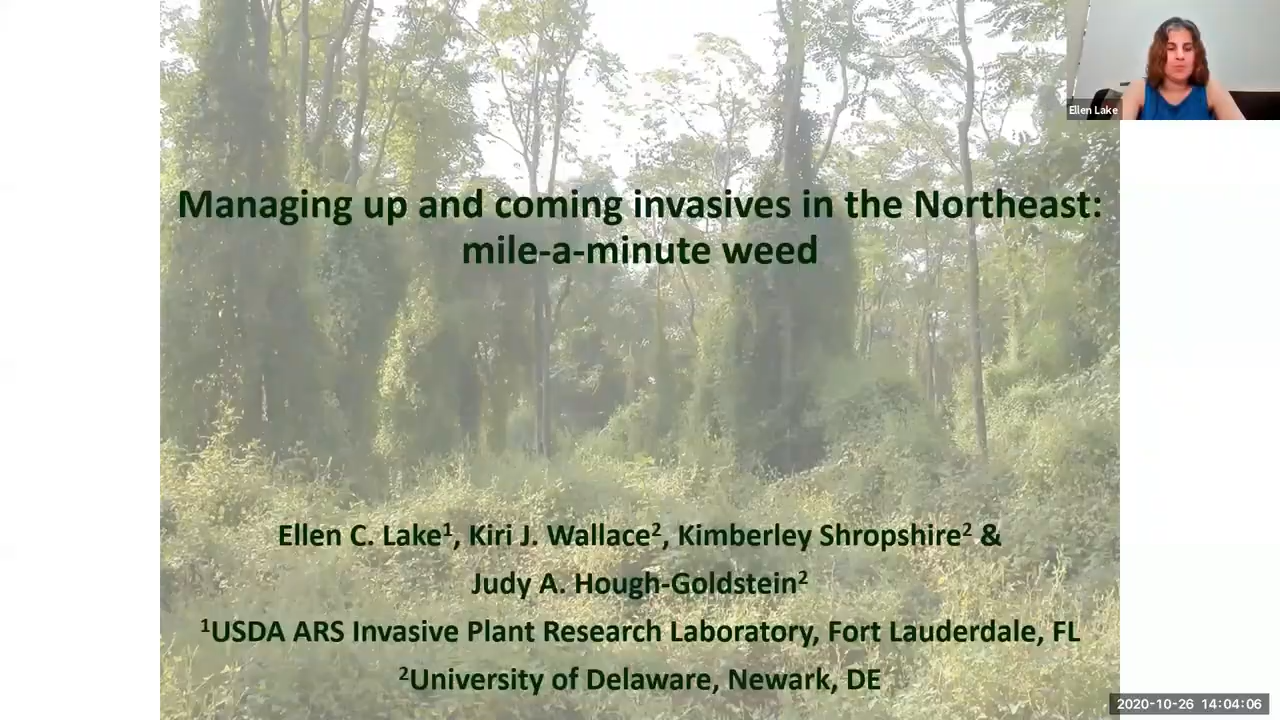 Ellen Lake
Managing up and coming invasives in the Northeast:
mile-a-minute weed
Ellen C. Lake¹, Kiri J. Wallace², Kimberley Shropshire² &
Judy A. Hough-Goldstein²
¹USDA ARS Invasive Plant Research Laboratory, Fort Lauderdale, FL
²University of Delaware, Newark, DE
2020-10-26 14:04:06